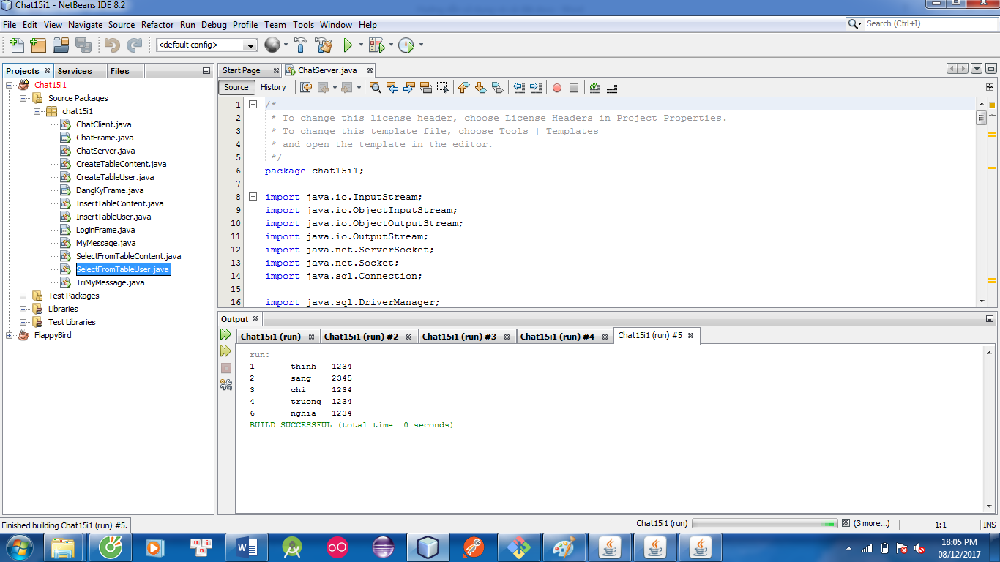 Chat15i1 - NetBeans IDE 8.2
File Edit View Navigate Source Refactor Run Debug Profile Team Tools Window Help
Search (Ctrl+I)
<default config>
Projects Services Files
Chat15i1
Source Packages
chat15i1
ChatClient.java
ChatFrame.java
ChatServer.java
CreateTableContent.java
CreateTableUser.java
DangKyFrame.java
InsertTableContent.java
InsertTableUser.java
LoginFrame.java
MyMessage.java
SelectFromTableContent.java
SelectFromTableUser.java
TriMyMessage.java
Test Packages
Libraries
Test Libraries
FlappyBird
Start Page ChatServer.java
Source History
1 /*
2 * To change this license header, choose License Headers in Project Properties.
3 * To change this template file, choose Tools | Templates
4 * and open the template in the editor.
5 */
6 package chat15i1;
7
8 import java.io.InputStream;
9 import java.io.ObjectInputStream;
10 import java.io.ObjectOutputStream;
11 import java.io.OutputStream;
12 import java.net.ServerSocket;
13 import java.net.Socket;
14 import java.sql.Connection;
15
16 import java.sql.DriverManager;
Output
Chat15i1 (run) Chat15i1 (run) #2 Chat15i1 (run) #3 Chat15i1 (run) #4 Chat15i1 (run) #5
run:
1 thinh 1234
2 sang 2345
3 chi 1234
4 truong 1234
6 nghia 1234
BUILD SUCCESSFUL (total time: 0 seconds)
Finished building Chat15i1 (run) #5.
Chat15i1 (run) (3 more...) 1:1 INS
18:05 PM
08/12/2017